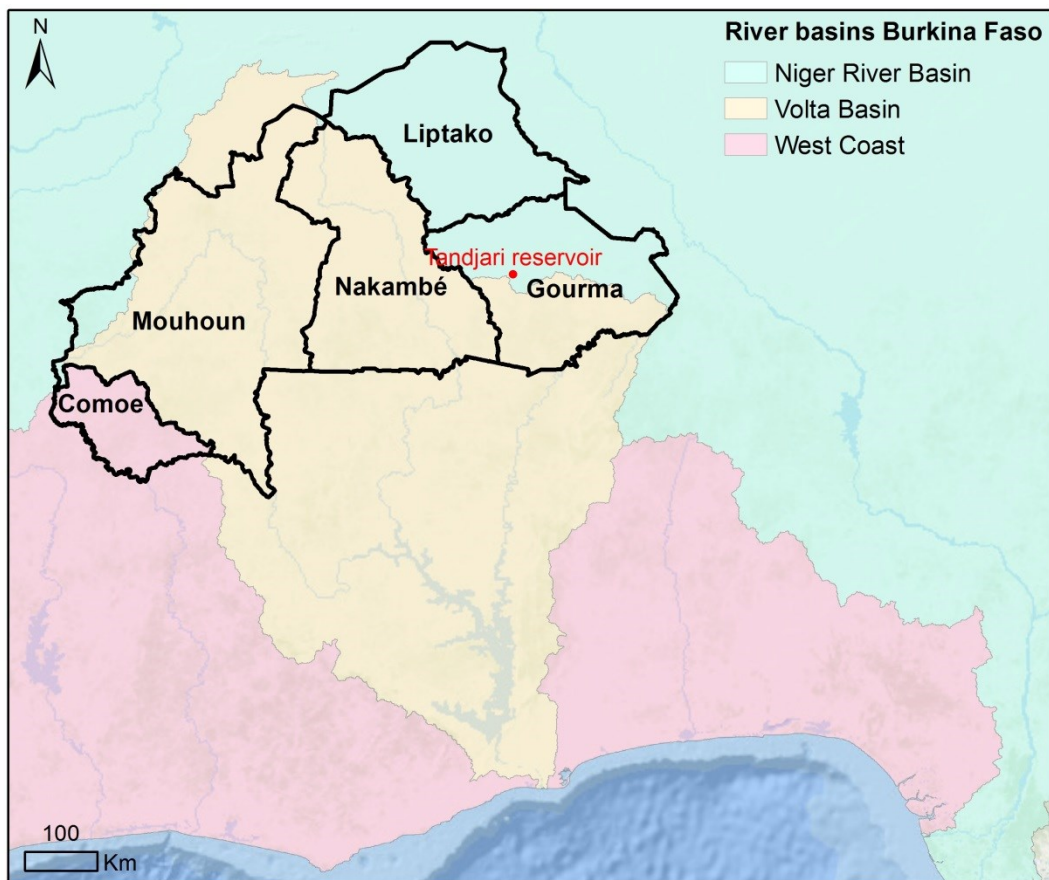 N
River basins Burkina Faso
Niger River Basin
Volta Basin
West Coast
Liptako
Tandjari reservoir
Nakambé
Gourma
Mouhoun
Comoe
100
Km